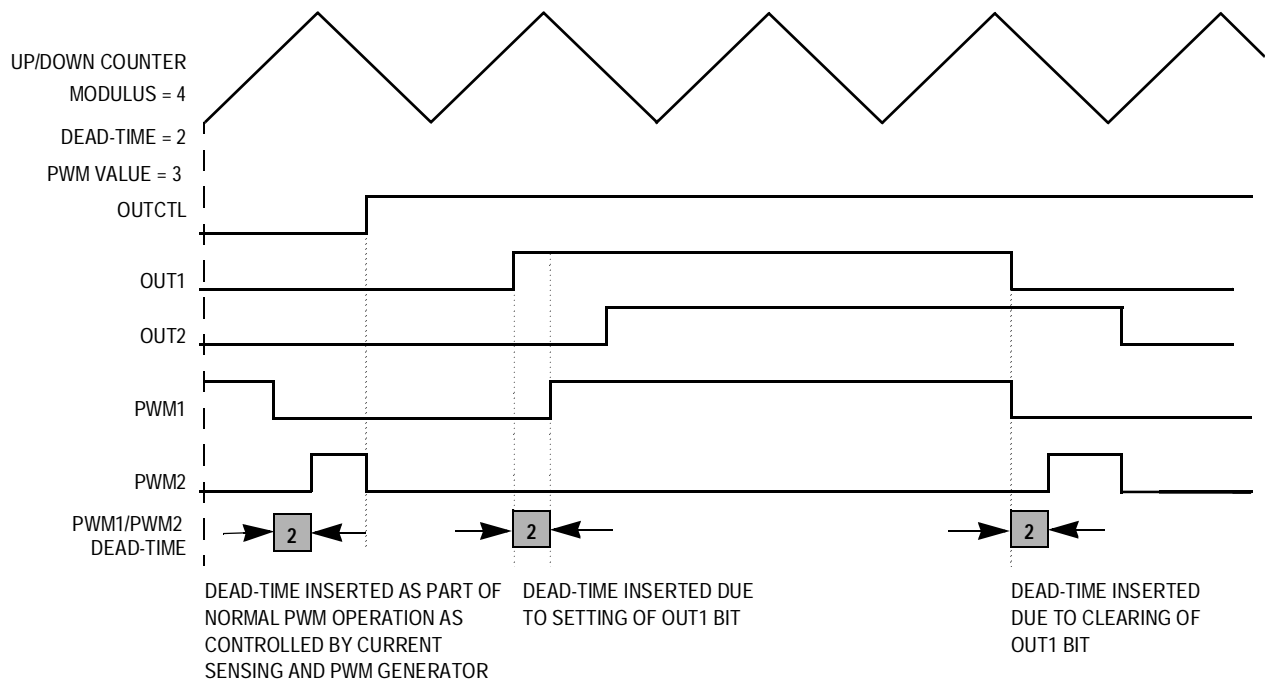 UP/DOWN COUNTER
MODULUS = 4
DEAD-TIME = 2
PWM VALUE = 3
OUTCTL
OUT1
OUT2
PWM1
PWM2
PWM1/PWM2
DEAD-TIME
2
2
2
DEAD-TIME INSERTED AS PART OF
NORMAL PWM OPERATION AS
CONTROLLED BY CURRENT
SENSING AND PWM GENERATOR
DEAD-TIME INSERTED DUE
TO SETTING OF OUT1 BIT
DEAD-TIME INSERTED
DUE TO CLEARING OF
OUT1 BIT